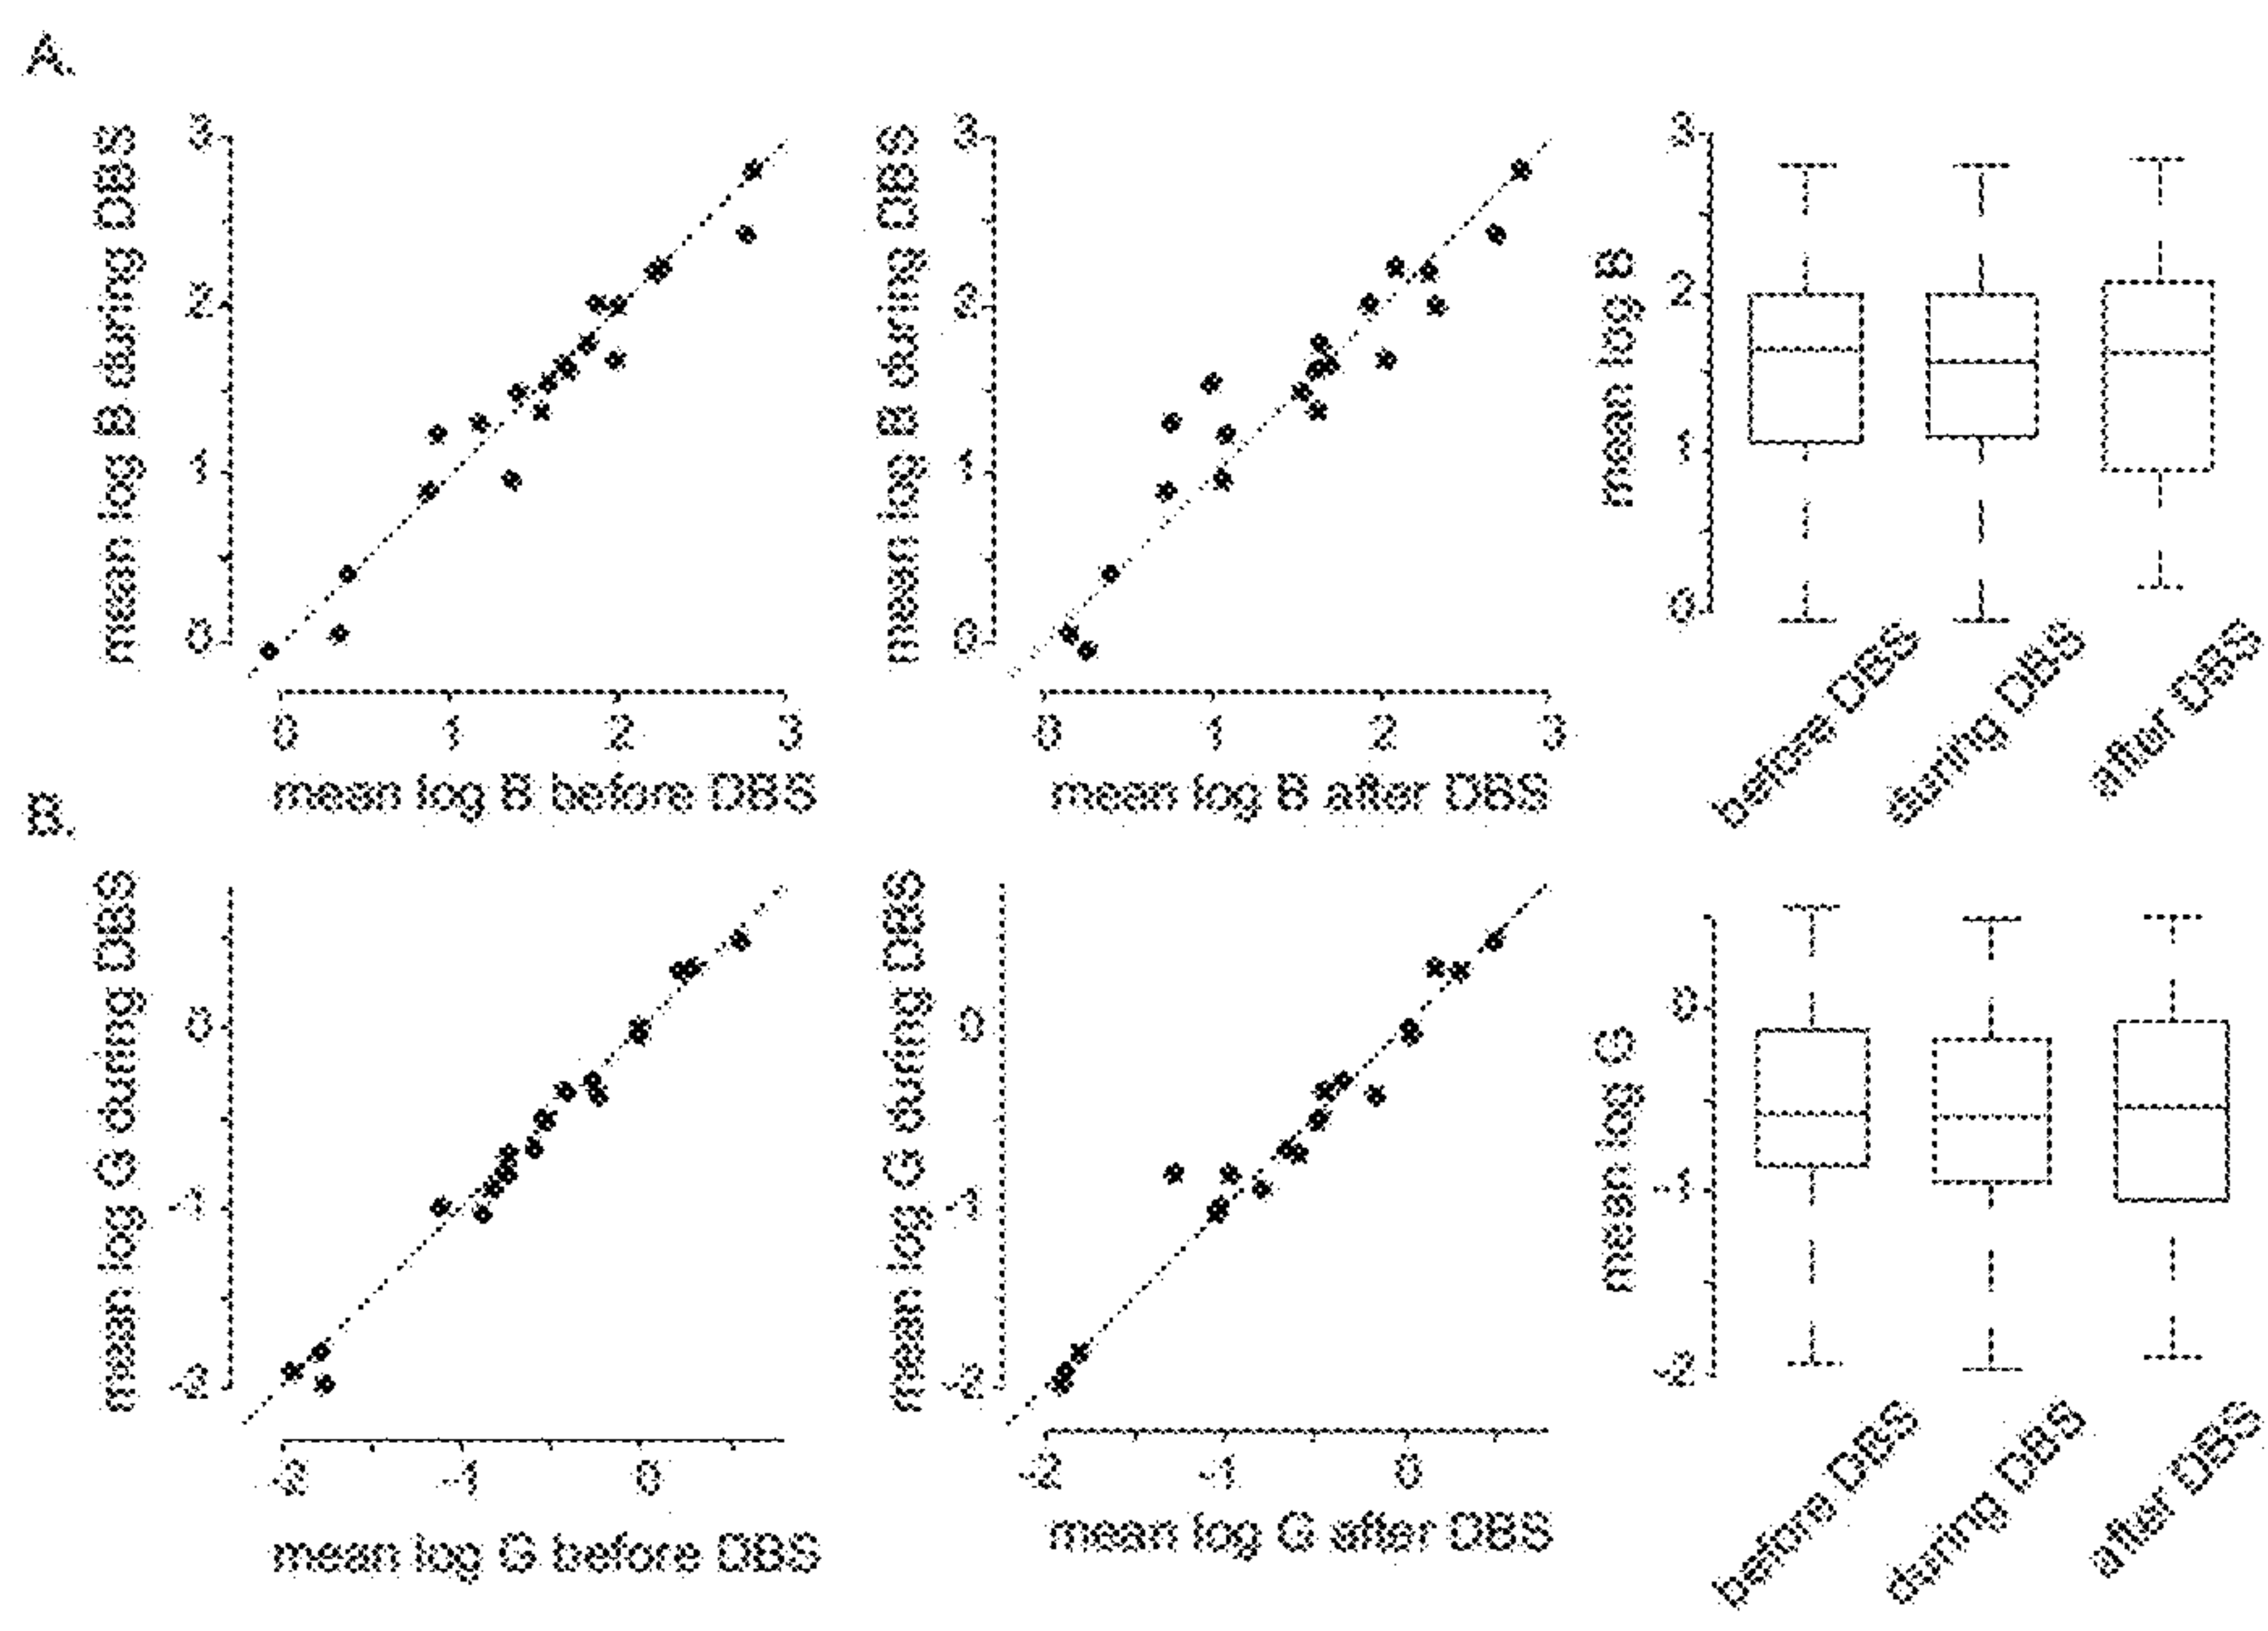 A.
mean log B during DBS
3
2
1
0
0 1 2 3
mean log B before DBS
mean log B during DBS
3
2
1
0
0 1 2 3
mean log B after DBS
mean log B
3
2
1
0
before DBS
during DBS
after DBS
B.
mean log G during DBS
0
-1
-2
-2 -1 0
mean log G before DBS
mean log G during DBS
0
-1
-2
-2 -1 0
mean log G after DBS
mean log G
0
-1
-2
before DBS
during DBS
after DBS